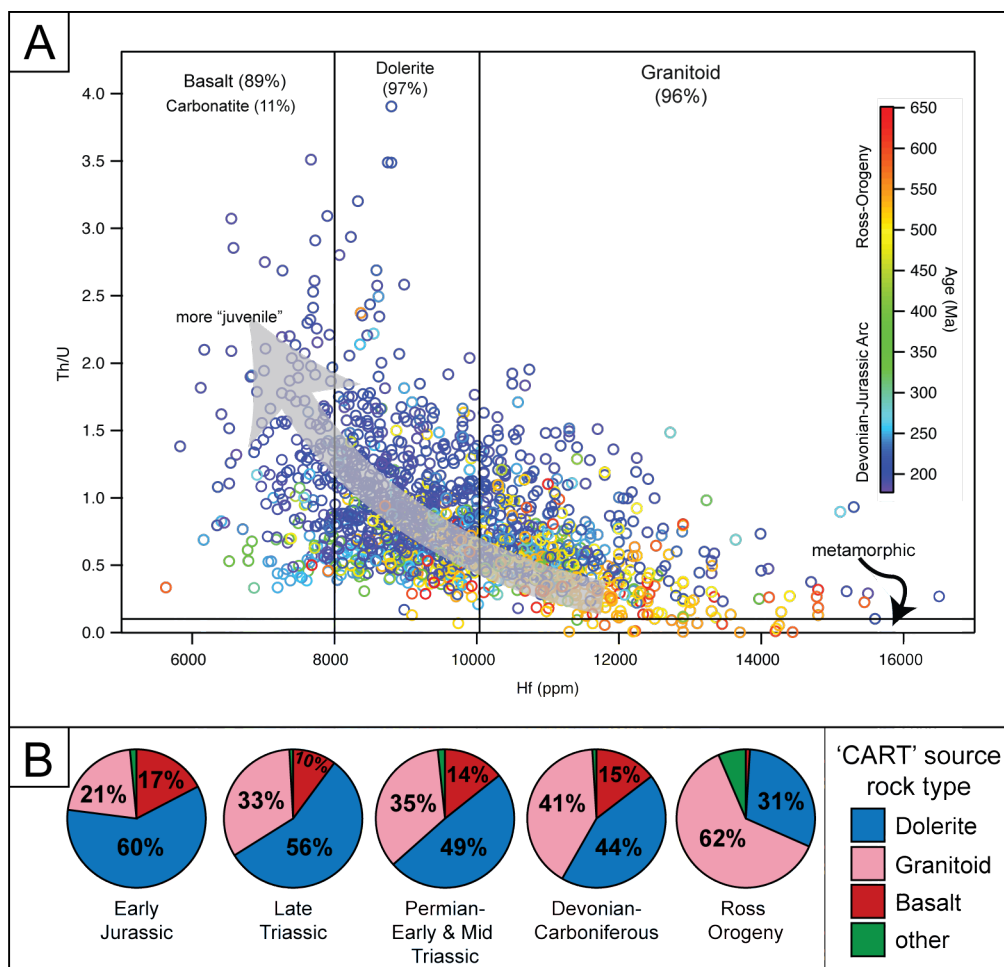 A
Basalt (89%)
Carbonatite (11%)
Dolerite
(97%)
Granitoid
(96%)
4.0
3.5
3.0
2.5
2.0
1.5
1.0
0.5
0.0
Th/U
more "juvenile"
metamorphic
6000
8000
10000
12000
14000
16000
Hf (ppm)
Ross-Orogeny
Devonian-Jurassic Arc
650
600
550
500
450
400
350
300
250
200
Age (Ma)
B
21%
17%
60%
Early
Jurassic
33%
10%
56%
Late
Triassic
35%
14%
49%
Permian-
Early & Mid
Triassic
41%
15%
44%
Devonian-
Carboniferous
62%
31%
Ross
Orogeny
'CART' source
rock type
Dolerite
Granitoid
Basalt
other